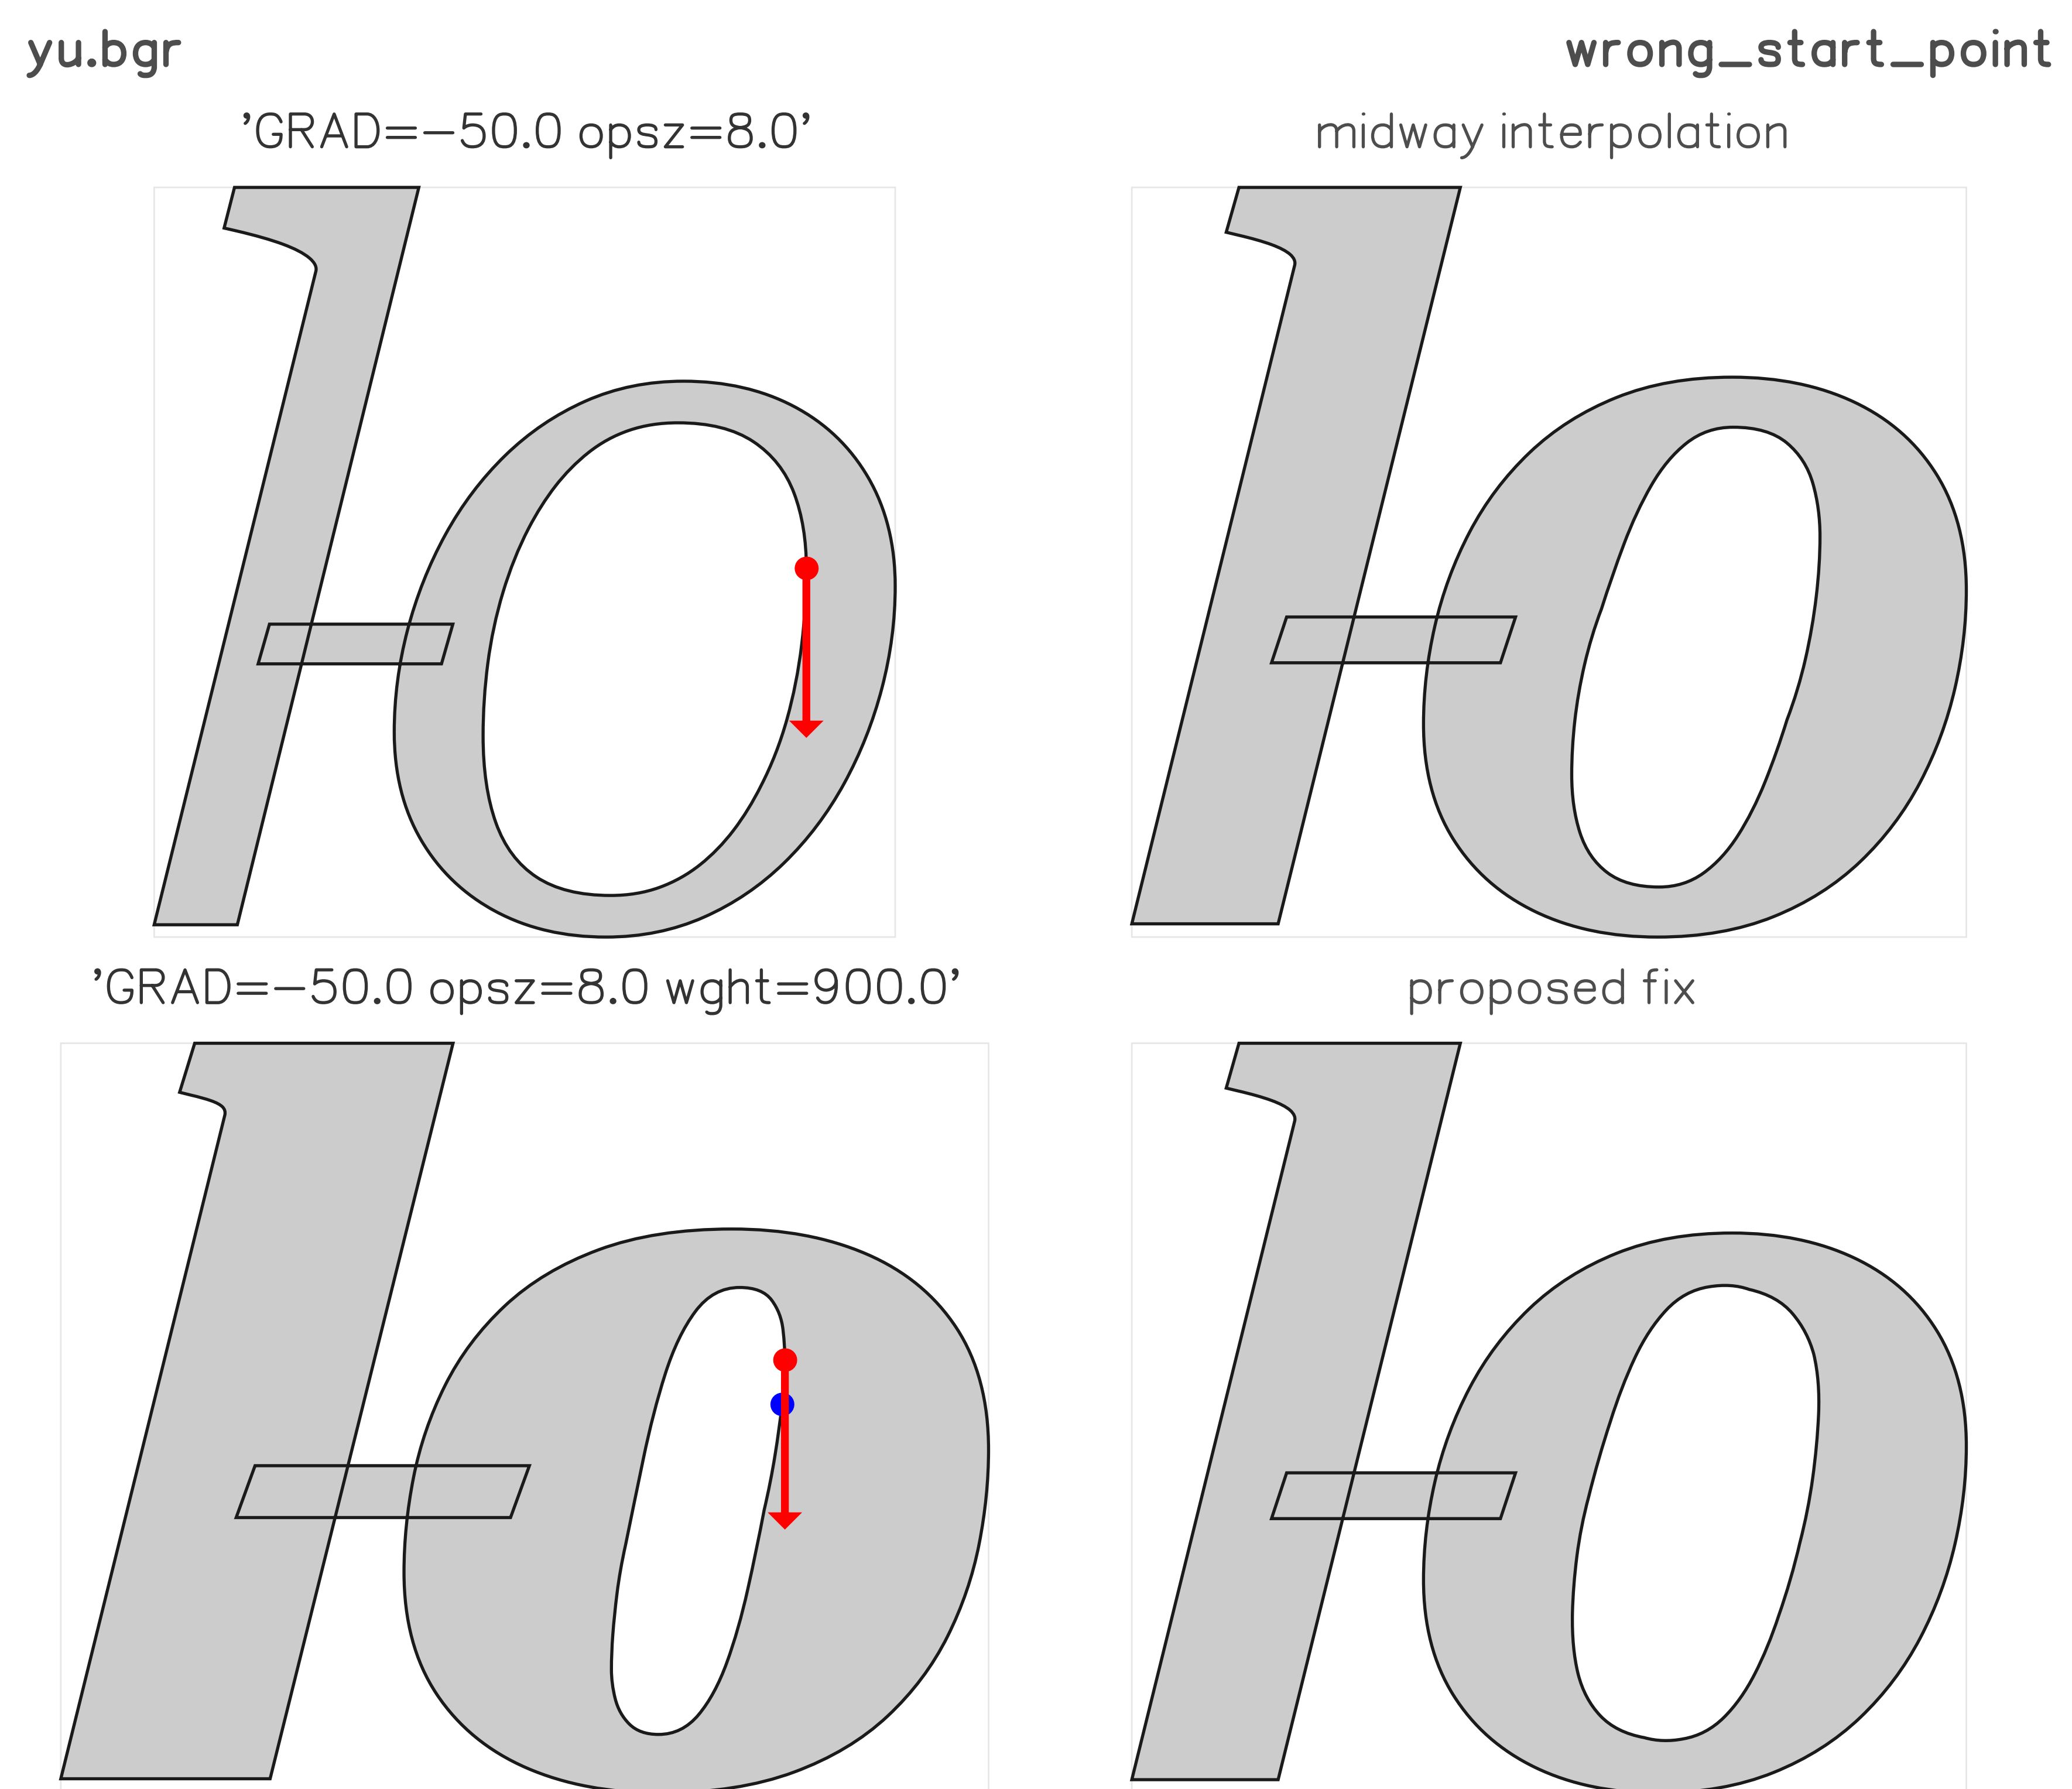 yu.bgr
wrong_start_point
'GRAD=−50.0 opsz=8.0'
midway interpolation
'GRAD=−50.0 opsz=8.0 wght=900.0'
proposed fix